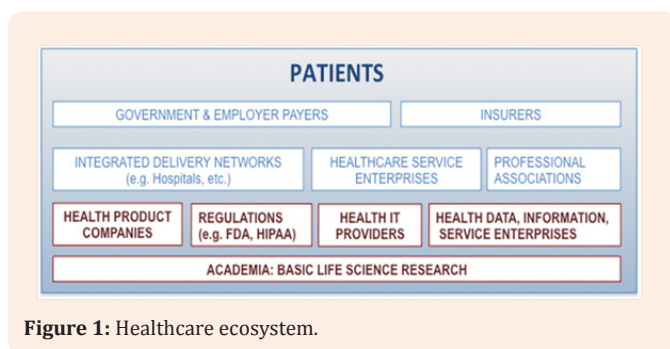 PATIENTS
GOVERNMENT & EMPLOYER PAYERS
INSURERS
INTEGRATED DELIVERY NETWORKS
(e.g. Hospitals, etc.)
HEALTHCARE SERVICE
ENTERPRISES
PROFESSIONAL
ASSOCIATIONS
HEALTH PRODUCT
COMPANIES
REGULATIONS
(e.g. FDA, HIPAA)
HEALTH IT
PROVIDERS
HEALTH DATA, INFORMATION,
SERVICE ENTERPRISES
ACADEMIA: BASIC LIFE SCIENCE RESEARCH
Figure 1: Healthcare ecosystem.